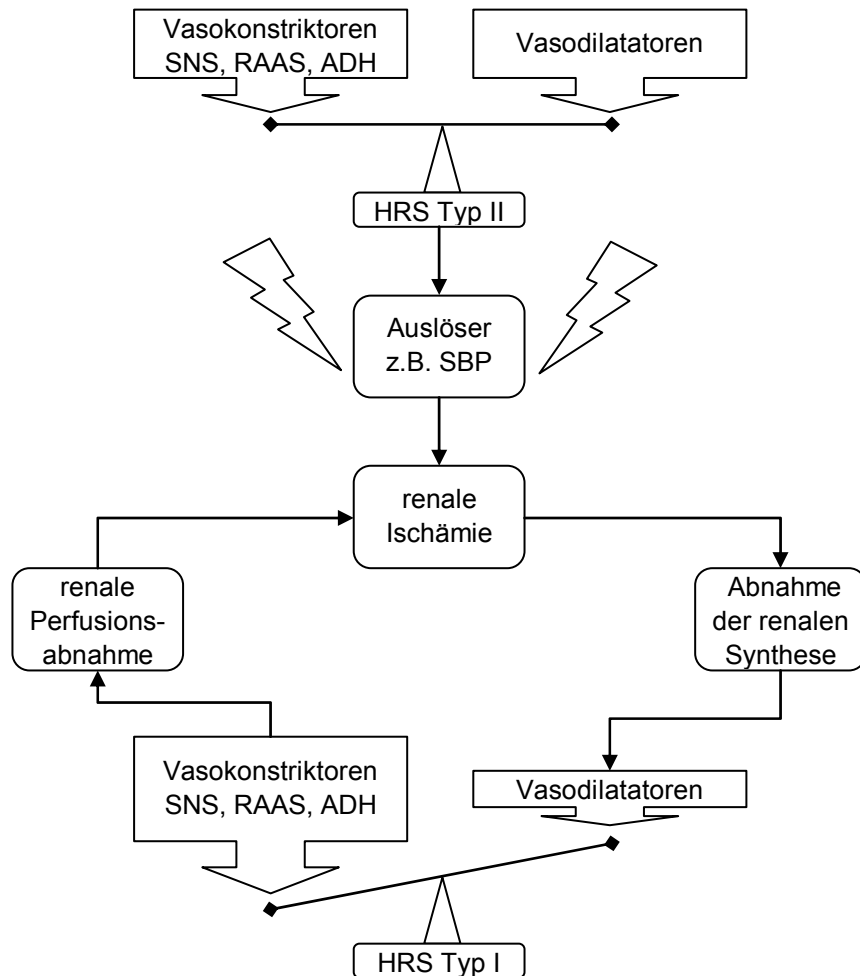 Vasokonstriktoren
SNS, RAAS, ADH
Vasodilatatoren
HRS Typ II
Auslöser
z.B. SBP
renale
Ischämie
renale
Perfusions-
abnahme
Abnahme
der renalen
Synthese
Vasokonstriktoren
SNS, RAAS, ADH
Vasodilatatoren
HRS Typ I